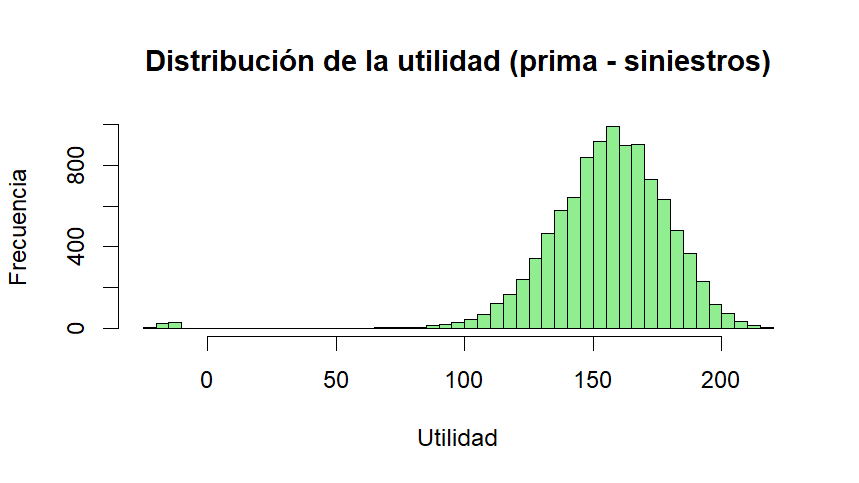 Distribución de la utilidad (prima - siniestros)
Frecuencia
800
400
0
0 50 100 150 200
Utilidad